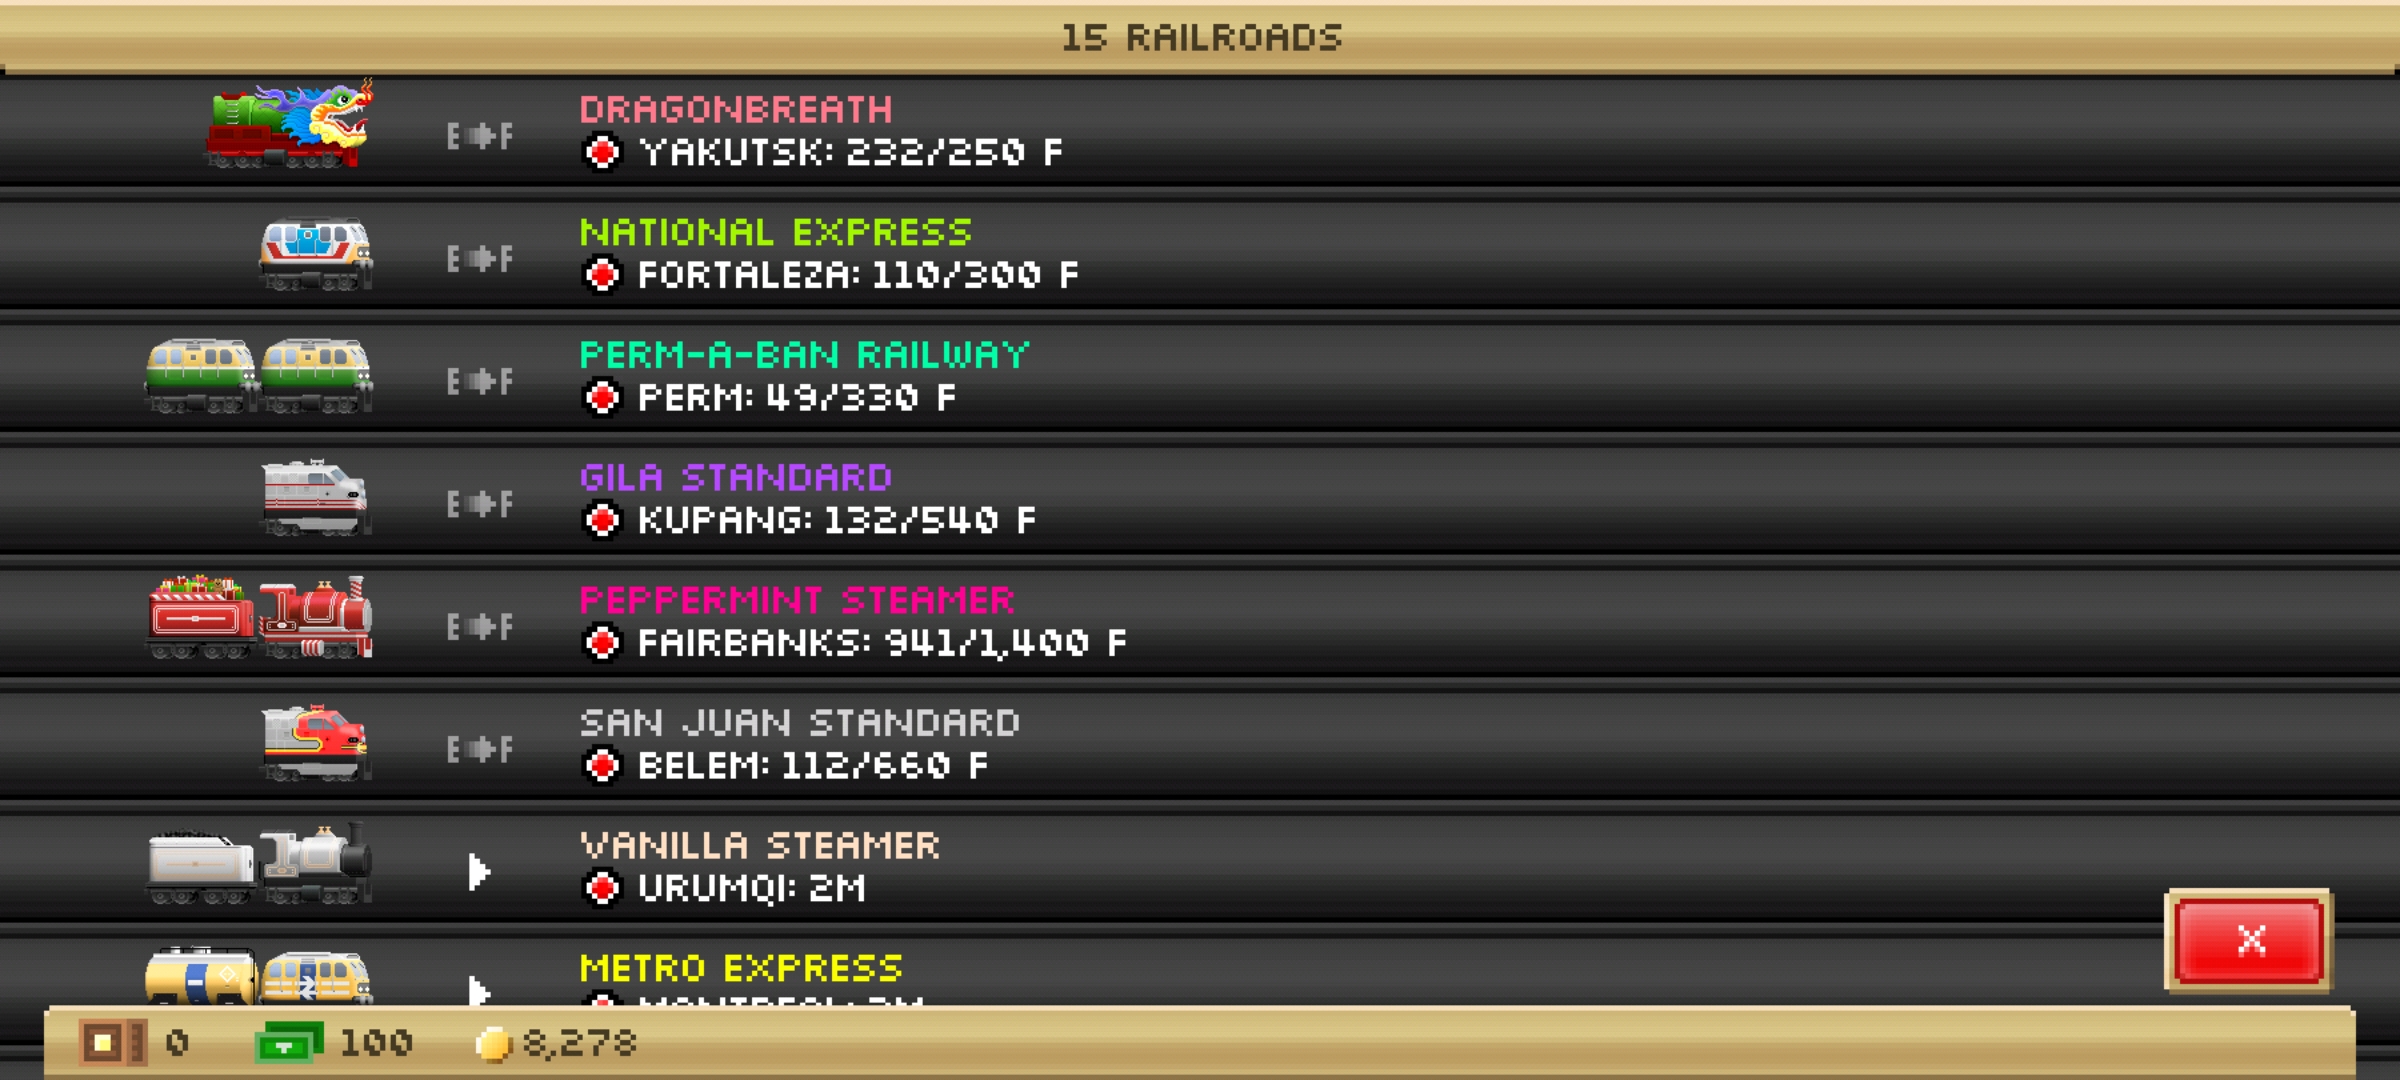 15 RAILROADS
DRAGONBREATH
E F
YAKUTSK: 232/250 F
NATIONAL EXPRESS
E F
FORTALEZA: 110/300 F
PERM-A-BAN RAILWAY
E F
PERM: 49/330 F
GILA STANDARD
E F
KUPANG: 132/540 F
PEPPERMINT STEAMER
E F
FAIRBANKS: 941/1,400 F
SAN JUAN STANDARD
E F
BELEM: 112/660 F
VANILLA STEAMER
URUMQI: 2M
METRO EXPRESS
X
0 100 8,278